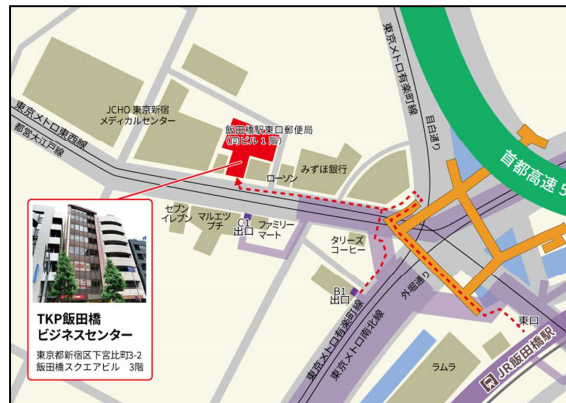 東京メトロ有楽町線
目白通り
首都高速5
JCHO 東京新宿
メディカルセンター
飯田橋駅東口郵便局
(同ビル1階)
東京メトロ東西線
都営大江戸線
みずほ銀行
ローソン
セブン
イレブン
マルエツ
プチ
C1
出口
ファミリー
マート
タリーズ
コーヒー
B1
出口
外堀通り
東口
東京メトロ有楽町線
東京メトロ南北線
ラムラ
JR飯田橋駅
TKP飯田橋
ビジネスセンター
東京都新宿区下宮比町3-2
飯田橋スクエアビル 3階